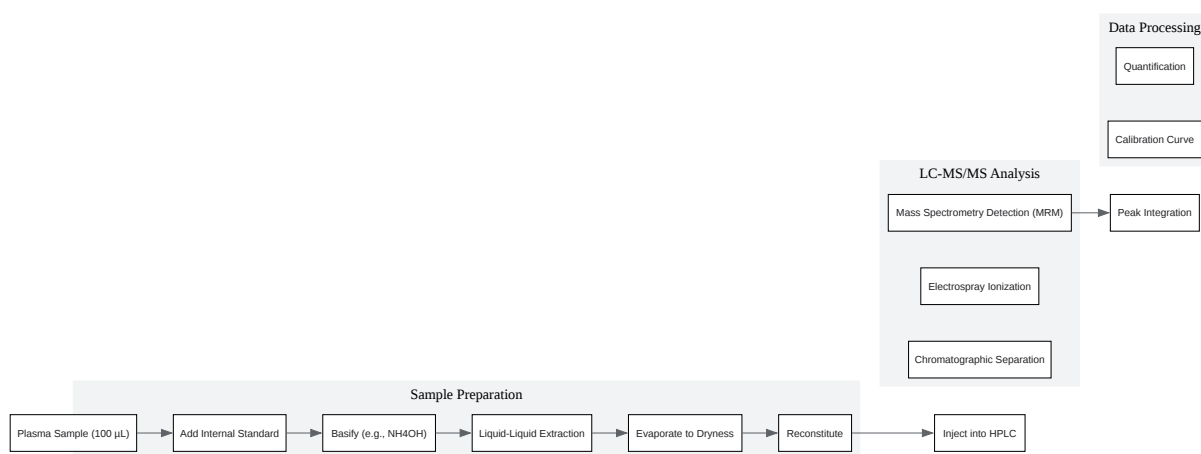 Data Processing
Quantification
Calibration Curve
LC-MS/MS Analysis
Mass Spectrometry Detection (MRM)
Peak Integration
Electrospray Ionization
Chromatographic Separation
Sample Preparation
Plasma Sample (100 µL)
Add Internal Standard
Basify (e.g., NH4OH)
Liquid-Liquid Extraction
Evaporate to Dryness
Reconstitute
Inject into HPLC